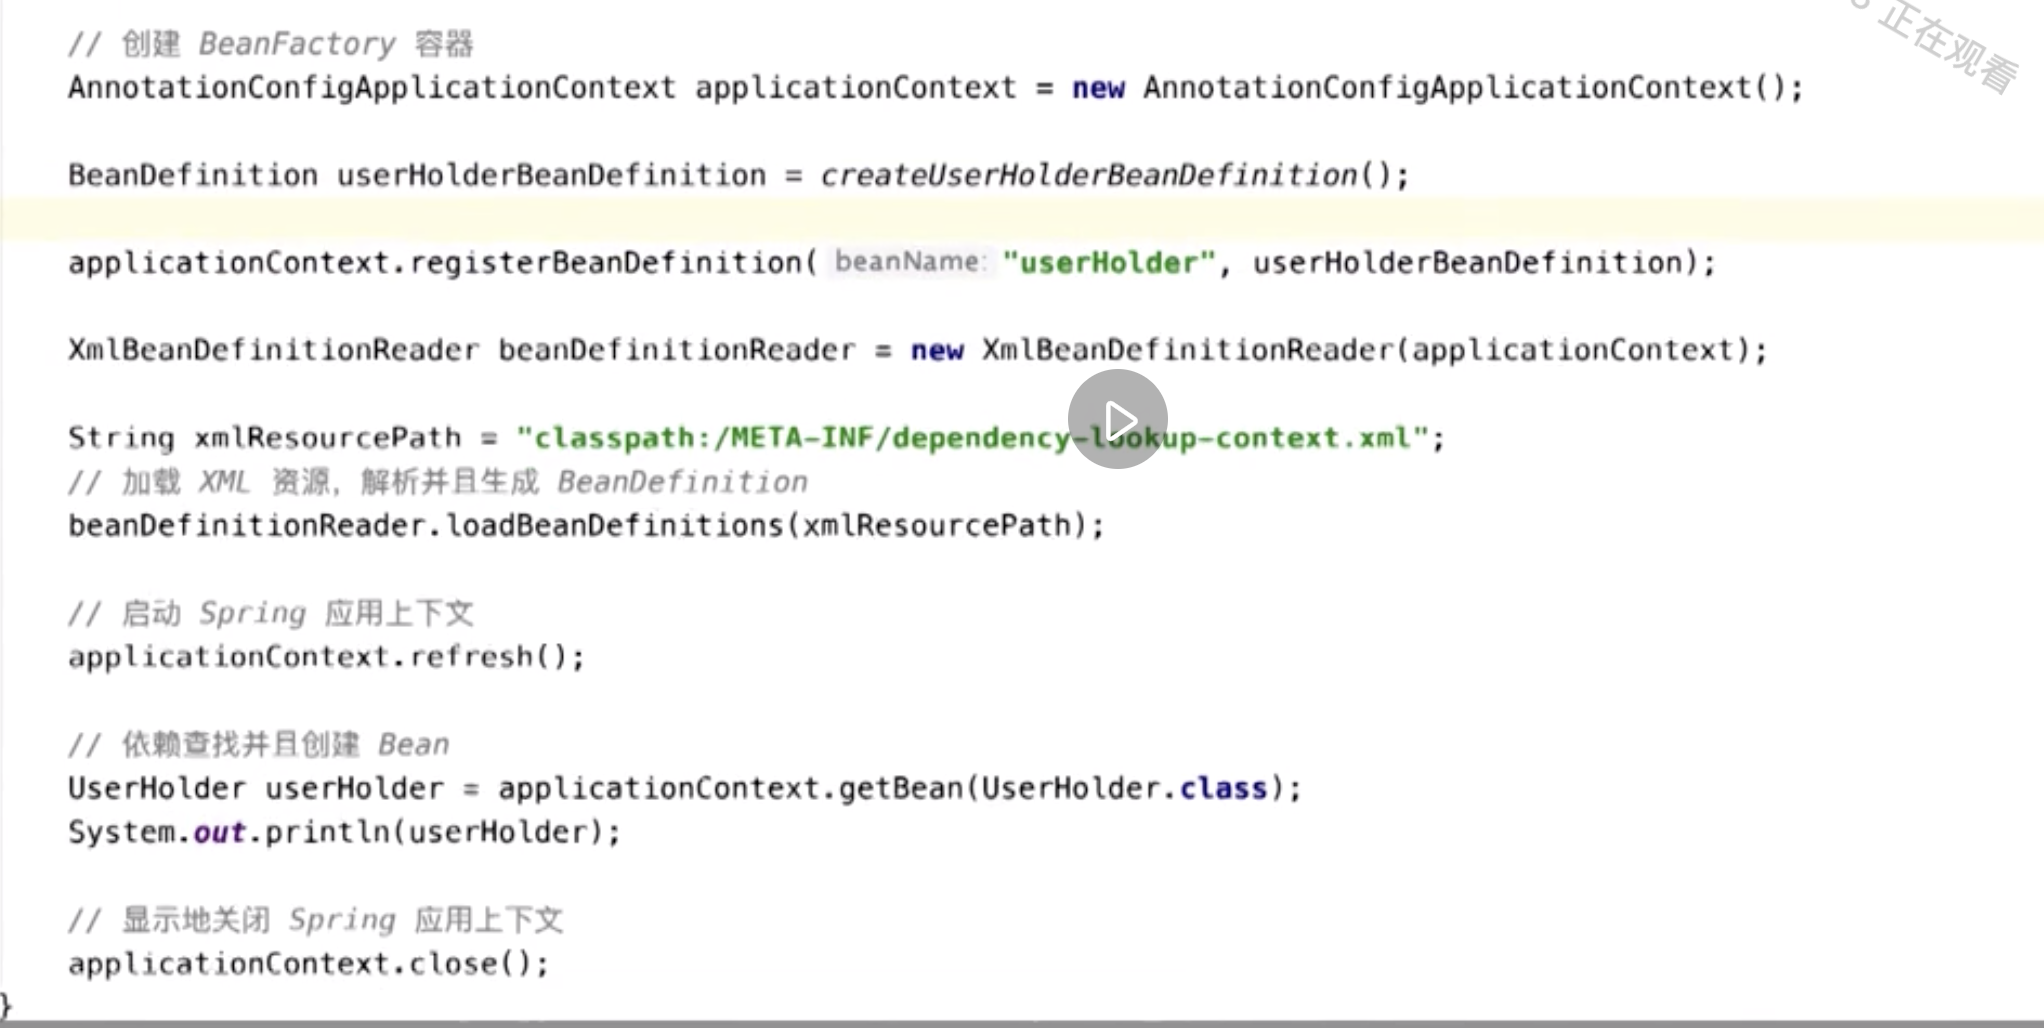 正在观看
// 创建 BeanFactory 容器
AnnotationConfigApplicationContext applicationContext = new AnnotationConfigApplicationContext();
BeanDefinition userHolderBeanDefinition = createUserHolderBeanDefinition();
applicationContext.registerBeanDefinition( beanName: "userHolder", userHolderBeanDefinition);
XmlBeanDefinitionReader beanDefinitionReader = new XmlBeanDefinitionReader(applicationContext);
String xmlResourcePath = "classpath:/META-INF/dependency-lookup-context.xml";
// 加载 XML 资源，解析并且生成 BeanDefinition
beanDefinitionReader.loadBeanDefinitions(xmlResourcePath);
// 启动 Spring 应用上下文
applicationContext.refresh();
// 依赖查找并且创建 Bean
UserHolder userHolder = applicationContext.getBean(UserHolder.class);
System.out.println(userHolder);
// 显示地关闭 Spring 应用上下文
applicationContext.close();
}